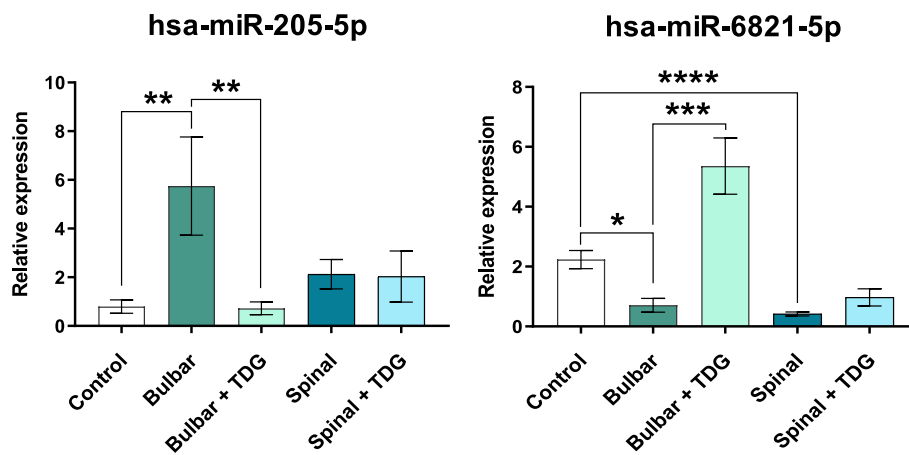 hsa-miR-205-5p
Relative expression
10
8
6
4
2
0
**
**
Control
Bulbar
Bulbar + TDG
Spinal
Spinal + TDG
hsa-miR-6821-5p
Relative expression
8
6
4
2
0
****
***
*
Control
Bulbar
Bulbar + TDG
Spinal
Spinal + TDG